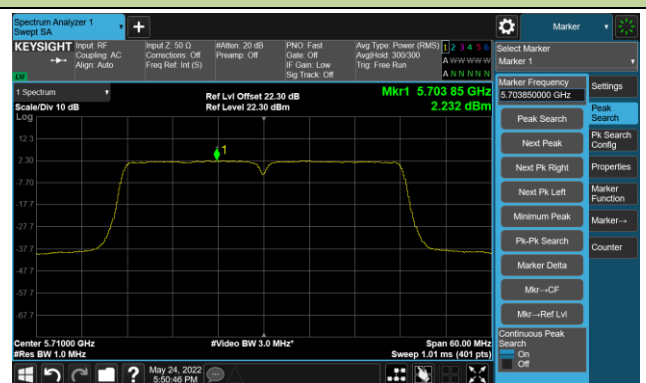 Spectrum Analyzer 1
Swept SA
+
Marker
KEYSIGHT
Input: RF
Coupling: AC
Align: Auto
Input Z: 50 Ω
Corrections: Off
Freq Ref: Int (S)
#Atten: 20 dB
Preamp: Off
PNO: Fast
Gate: Off
IF Gain: Low
Sig Track: Off
Avg Type: Power (RMS)
Avg|Hold: 300/300
Trig: Free Run
1 2 3 4 5 6
A W W W W W
A N N N N N
LW
Select Marker
Marker 1
1 Spectrum
Scale/Div 10 dB
Log
Ref Lvl Offset 22.30 dB
Ref Level 22.30 dBm
Mkr1 5.703 85 GHz
2.232 dBm
12.3
2.30
-7.70
-17.7
-27.7
-37.7
-47.7
-57.7
-67.7
1
Center 5.71000 GHz
#Res BW 1.0 MHz
#Video BW 3.0 MHz*
Span 60.00 MHz
Sweep 1.01 ms (401 pts)
Marker Frequency
5.703850000 GHz
Peak Search
Next Peak
Next Pk Right
Next Pk Left
Minimum Peak
Pk-Pk Search
Marker Delta
Mkr→CF
Mkr→Ref Lvl
Continuous Peak
Search
On
Off
Settings
Peak
Search
Pk Search
Config
Properties
Marker
Function
Marker→
Counter
May 24, 2022
5:50:46 PM